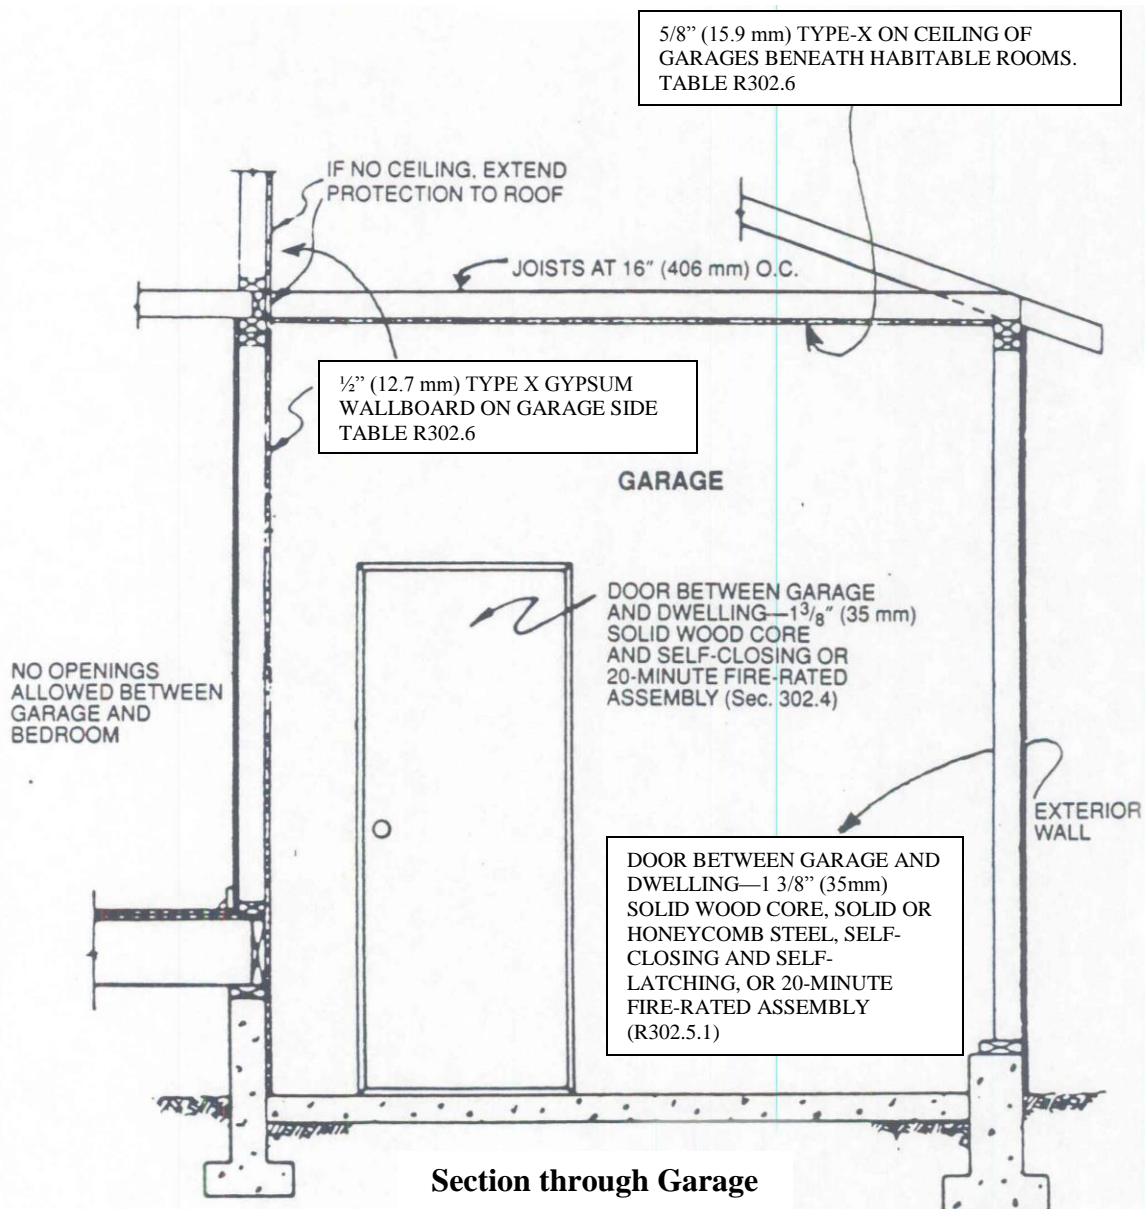 5/8” (15.9 mm) TYPE-X ON CEILING OF
GARAGES BENEATH HABITABLE ROOMS.
TABLE R302.6
IF NO CEILING, EXTEND
PROTECTION TO ROOF
JOISTS AT 16" (406 mm) O.C.
½” (12.7 mm) TYPE X GYPSUM
WALLBOARD ON GARAGE SIDE
TABLE R302.6
GARAGE
DOOR BETWEEN GARAGE
AND DWELLING—1 3/8" (35 mm)
SOLID WOOD CORE
AND SELF-CLOSING OR
20-MINUTE FIRE-RATED
ASSEMBLY (Sec. 302.4)
NO OPENINGS
ALLOWED BETWEEN
GARAGE AND
BEDROOM
EXTERIOR
WALL
DOOR BETWEEN GARAGE AND
DWELLING—1 3/8” (35mm)
SOLID WOOD CORE, SOLID OR
HONEYCOMB STEEL, SELF-
CLOSING AND SELF-
LATCHING, OR 20-MINUTE
FIRE-RATED ASSEMBLY
(R302.5.1)
Section through Garage